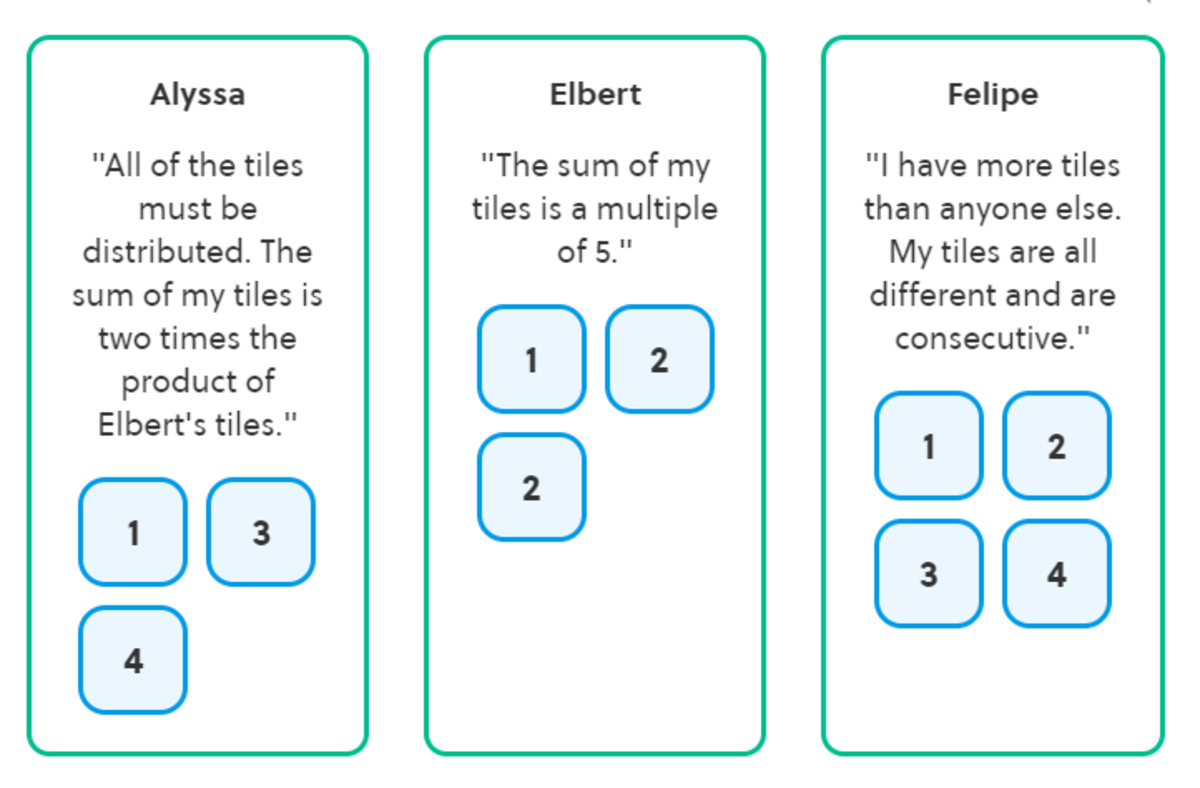 Alyssa
"All of the tiles
must be
distributed. The
sum of my tiles is
two times the
product of
Elbert's tiles."
1 3
4
Elbert
"The sum of my
tiles is a multiple
of 5."
1 2
2
Felipe
"I have more tiles
than anyone else.
My tiles are all
different and are
consecutive."
1 2
3 4